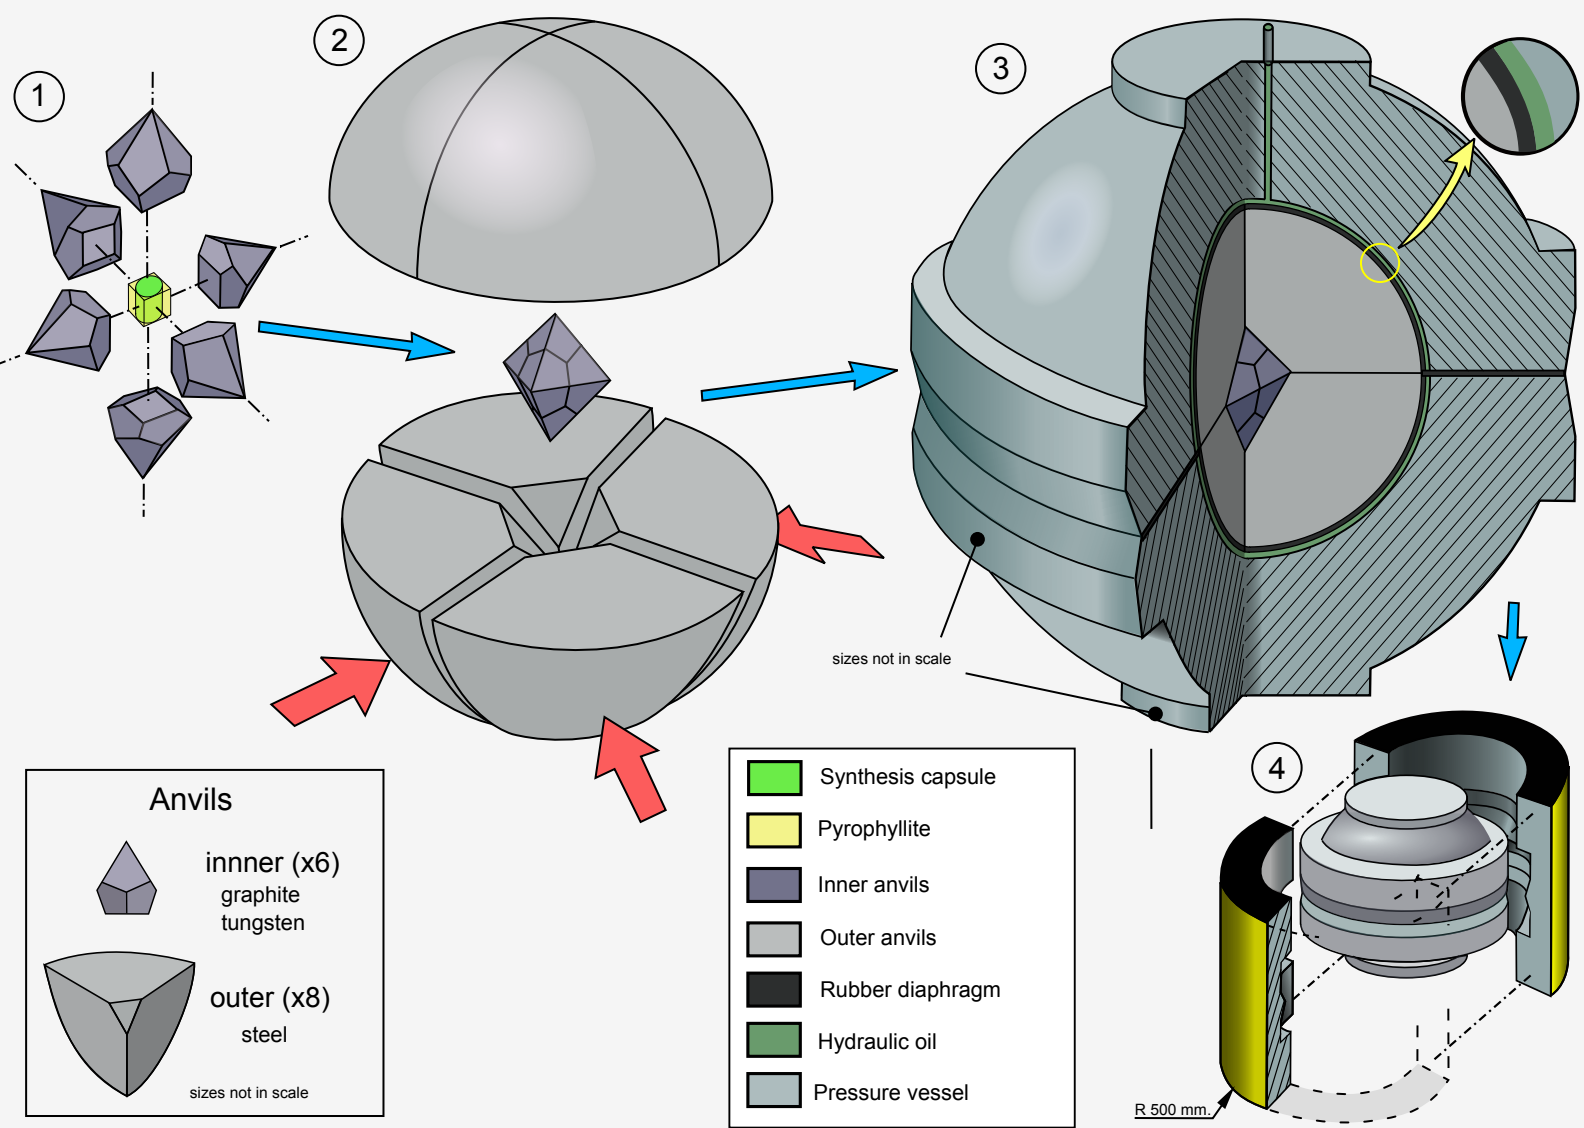 1
2
3
sizes not in scale
4
Anvils
innner (x6)
graphite
tungsten
outer (x8)
steel
sizes not in scale
Synthesis capsule
Pyrophyllite
Inner anvils
Outer anvils
Rubber diaphragm
Hydraulic oil
Pressure vessel
R 500 mm.